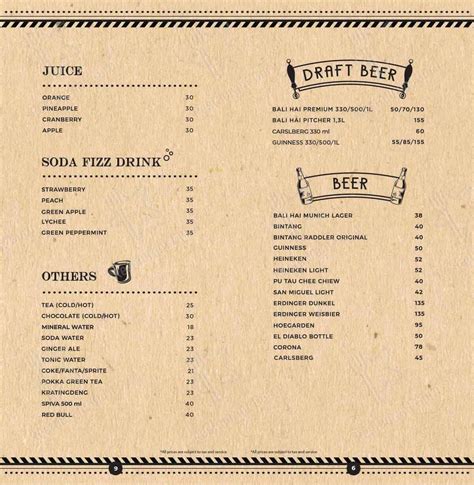 JUICE
ORANGE 30
PINEAPPLE 30
CRANBERRY 30
APPLE 30
SODA FIZZ DRINK
STRAWBERRY 35
PEACH 35
GREEN APPLE 35
LYCHEE 35
GREEN PEPPERMINT 35
OTHERS
TEA (COLD/HOT) 25
CHOCOLATE (COLD/HOT) 30
MINERAL WATER 18
SODA WATER 23
GINGER ALE 23
TONIC WATER 23
COKE/FANTA/SPRITE 21
POKKA GREEN TEA 23
KRATINGDENG 23
SPIVA 500 ml 40
RED BULL 40
*All prices are subject to tax and service
9
DRAFT BEER
BALI HAI PREMIUM 330/500/1L 50/70/130
BALI HAI PITCHER 1,3L 155
CARSLBERG 330 ml 60
GUINNESS 330/500/1L 55/85/155
BEER
BALI HAI MUNICH LAGER 38
BINTANG 40
BINTANG RADDLER ORIGINAL 40
GUINNESS 50
HEINEKEN 52
HEINEKEN LIGHT 52
PU TAU CHEE CHIEW 40
SAN MIGUEL LIGHT 42
ERDINGER DUNKEL 135
ERDINGER WEISBIER 135
HOEGARDEN 95
EL DIABLO BOTTLE 50
CORONA 78
CARLSBERG 45
*All prices are subject to tax and service
6